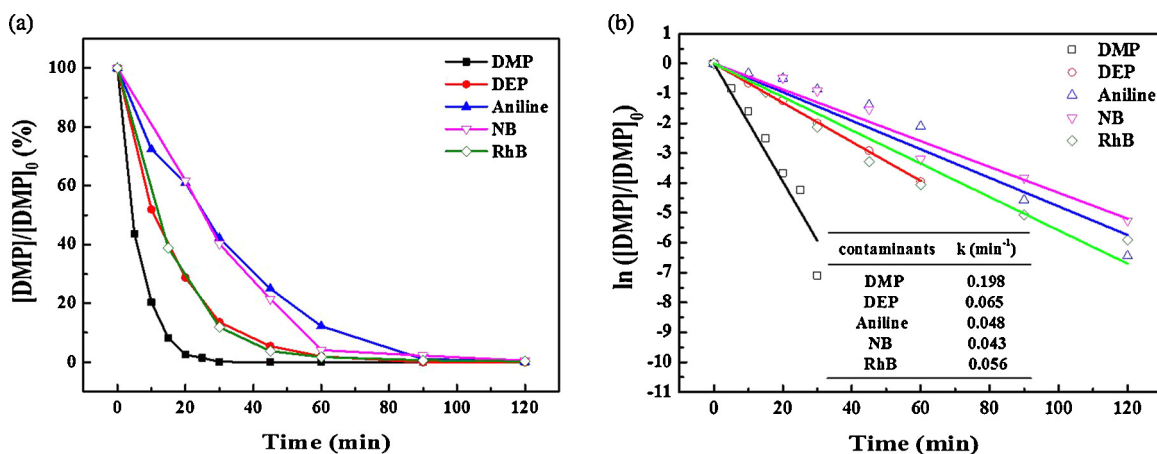 (a)
[DMP]/[DMP]0 (%)
100
80
60
40
20
0
DMP
DEP
Aniline
NB
RhB
0 20 40 60 80 100 120
Time (min)
(b)
ln ([DMP]/[DMP]0)
1
0
-1
-2
-3
-4
-5
-6
-7
-8
-9
-10
-11
DMP
DEP
Aniline
NB
RhB
contaminants k (min-1)
DMP 0.198
DEP 0.065
Aniline 0.048
NB 0.043
RhB 0.056
0 20 40 60 80 100 120
Time (min)